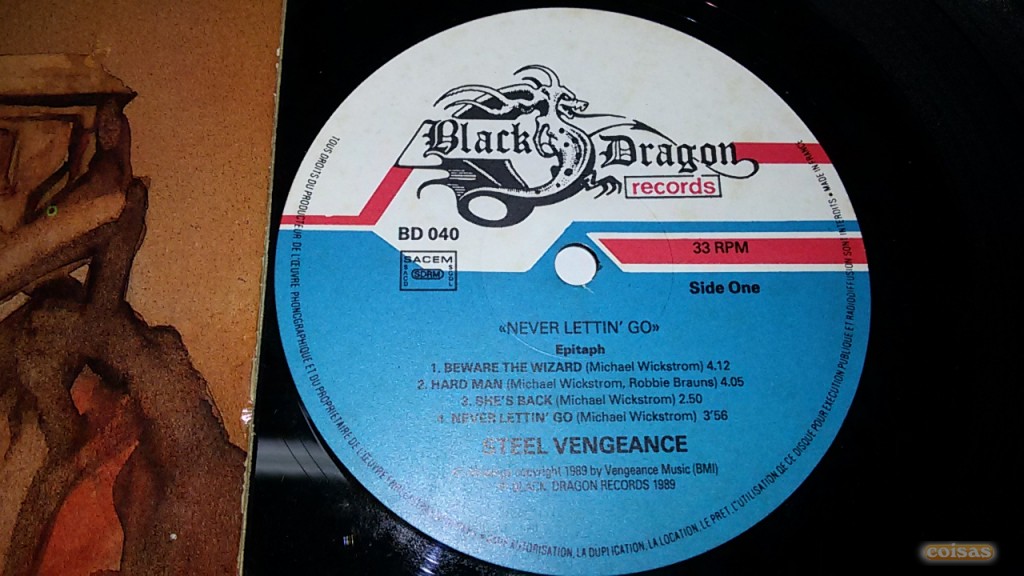 Black Dragon
records
BD 040
SACEM
SDRM
SACD
SGDL
33 RPM
Side One
«NEVER LETTIN' GO»
Epitaph
1. BEWARE THE WIZARD (Michael Wickstrom) 4.12
2. HARD MAN (Michael Wickstrom, Robbie Brauns) 4.05
3. SHE'S BACK (Michael Wickstrom) 2.50
4. NEVER LETTIN' GO (Michael Wickstrom) 3'56
STEEL VENGEANCE
copyright 1989 by Vengeance Music (BMI)
BLACK DRAGON RECORDS 1989
TOUS DROITS DU PRODUCTEUR DE L'ŒUVRE PHONOGRAPHIQUE ET DU PROPRIETAIRE DE L'ŒUVRE AUTORISATION, LA DUPLICATION, LA LOCATION, LE PRET, L'UTILISATION DE CE DISQUE POUR EXECUTION PUBLIQUE ET RADIODIFFUSION SONT INTERDITS • MADE IN FRANCE
coisas